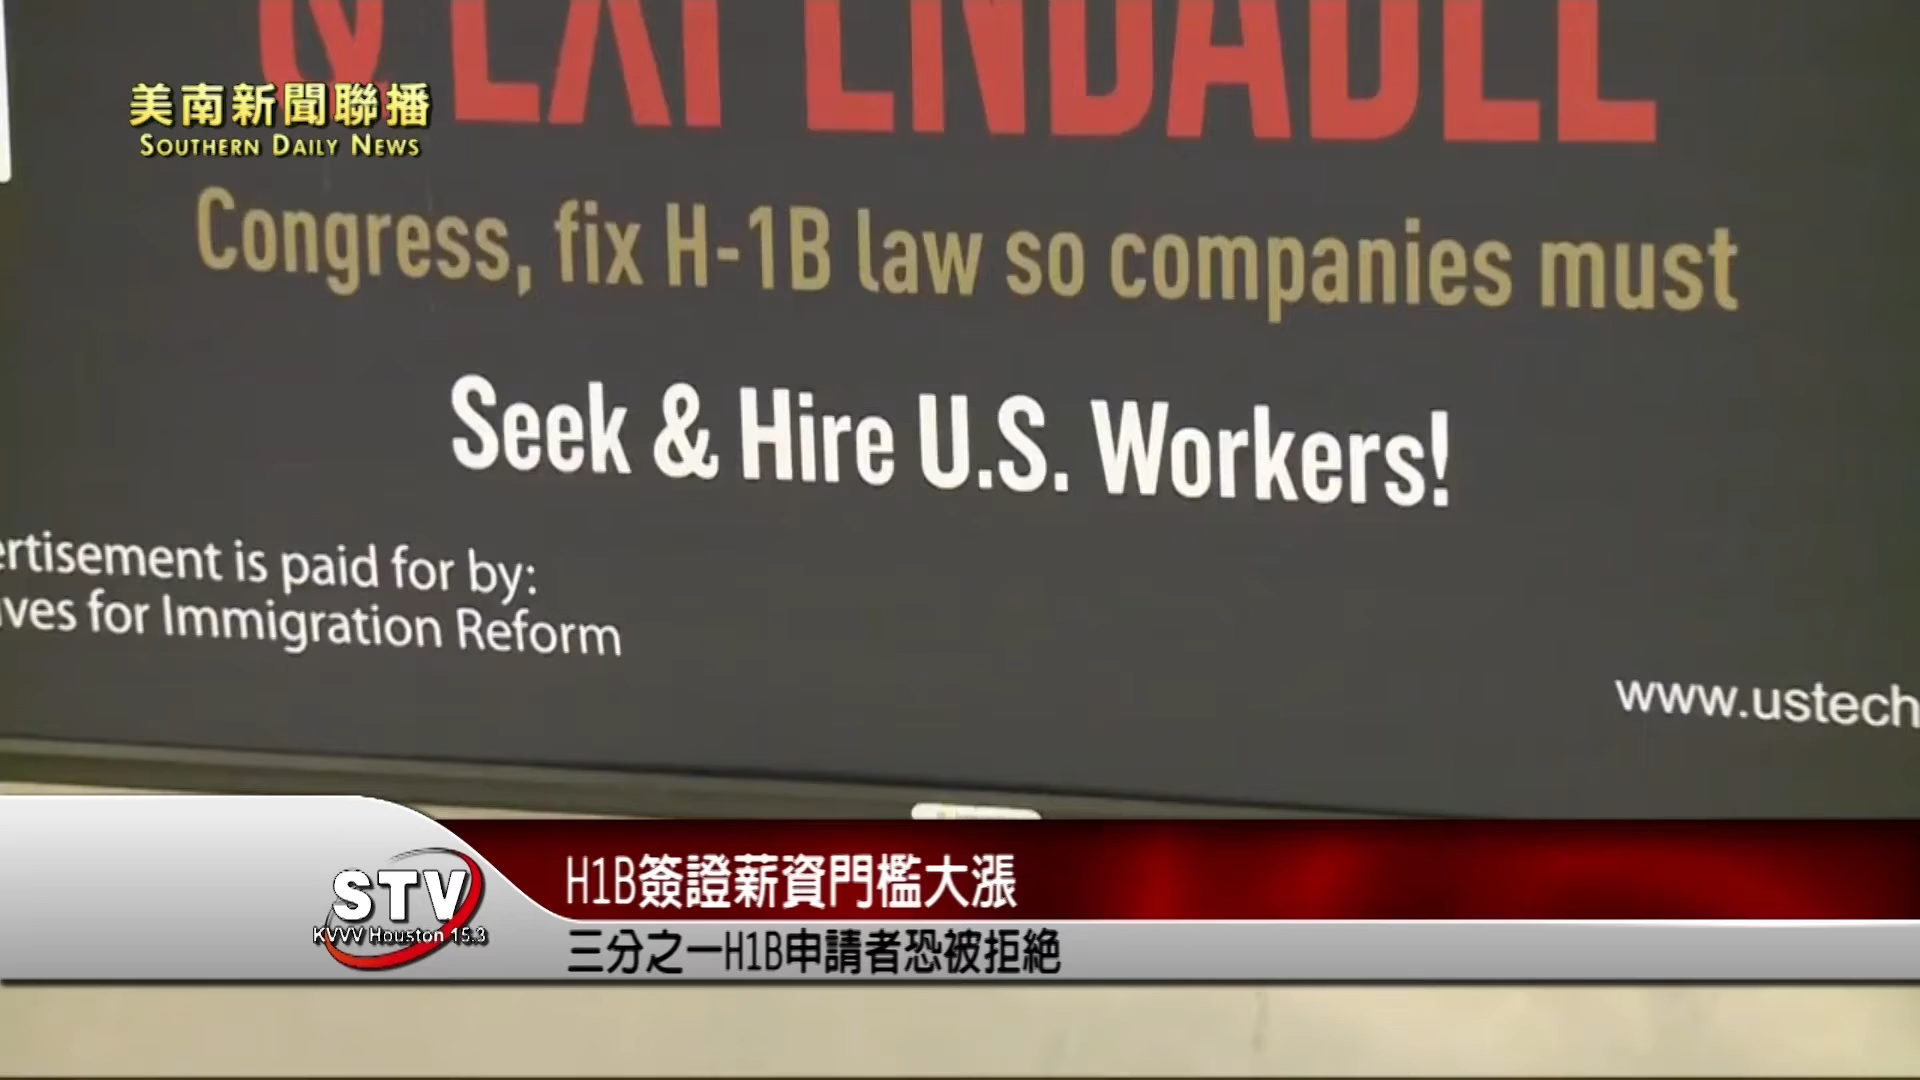 & EXPENDABLE
美南新聞聯播
SOUTHERN DAILY NEWS
Congress, fix H-1B law so companies must
Seek & Hire U.S. Workers!
ertisement is paid for by:
ives for Immigration Reform
www.ustech
STV
KVVV Houston 15.3
H1B簽證薪資門檻大漲
三分之一H1B申請者恐被拒絕